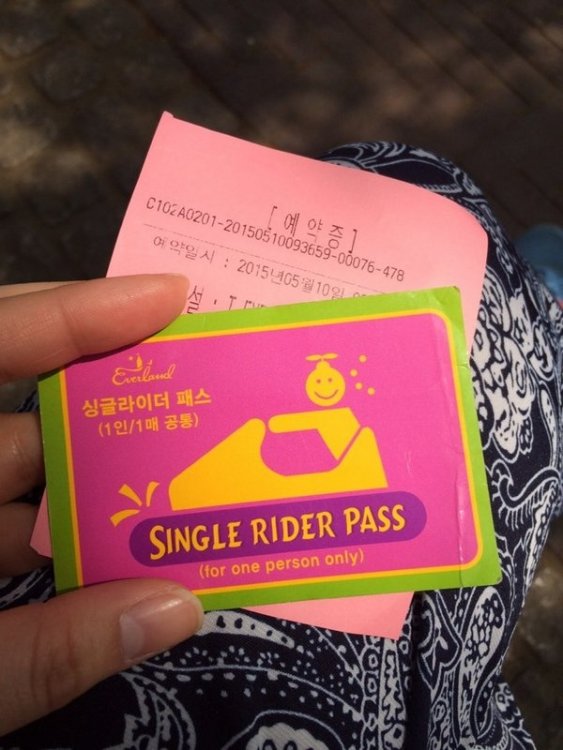 [ 예약증 ]
C102A0201-20150510093659-00076-478
예약일시 : 2015년05월10일
설 :
Everland
싱글라이더 패스
(1인/1매 공통)
SINGLE RIDER PASS
(for one person only)